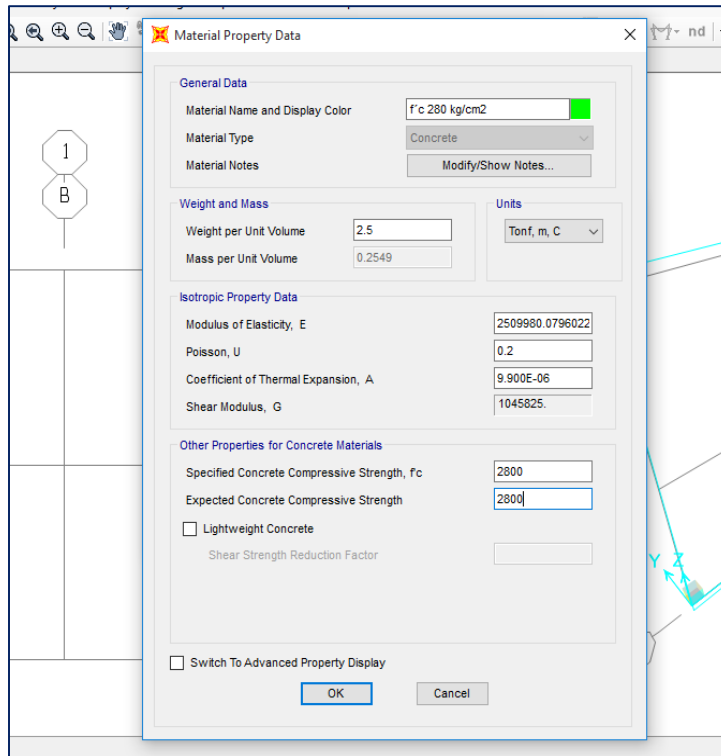 nd
Material Property Data
General Data
Material Name and Display Color f´c 280 kg/cm2
Material Type Concrete
Material Notes Modify/Show Notes...
Weight and Mass Units
Weight per Unit Volume 2.5 Tonf, m, C
Mass per Unit Volume 0.2549
Isotropic Property Data
Modulus of Elasticity, E 2509980.0796022
Poisson, U 0.2
Coefficient of Thermal Expansion, A 9.900E-06
Shear Modulus, G 1045825.
Other Properties for Concrete Materials
Specified Concrete Compressive Strength, f'c 2800
Expected Concrete Compressive Strength 2800
Lightweight Concrete
Shear Strength Reduction Factor
Switch To Advanced Property Display
OK Cancel
1
B
Y Z